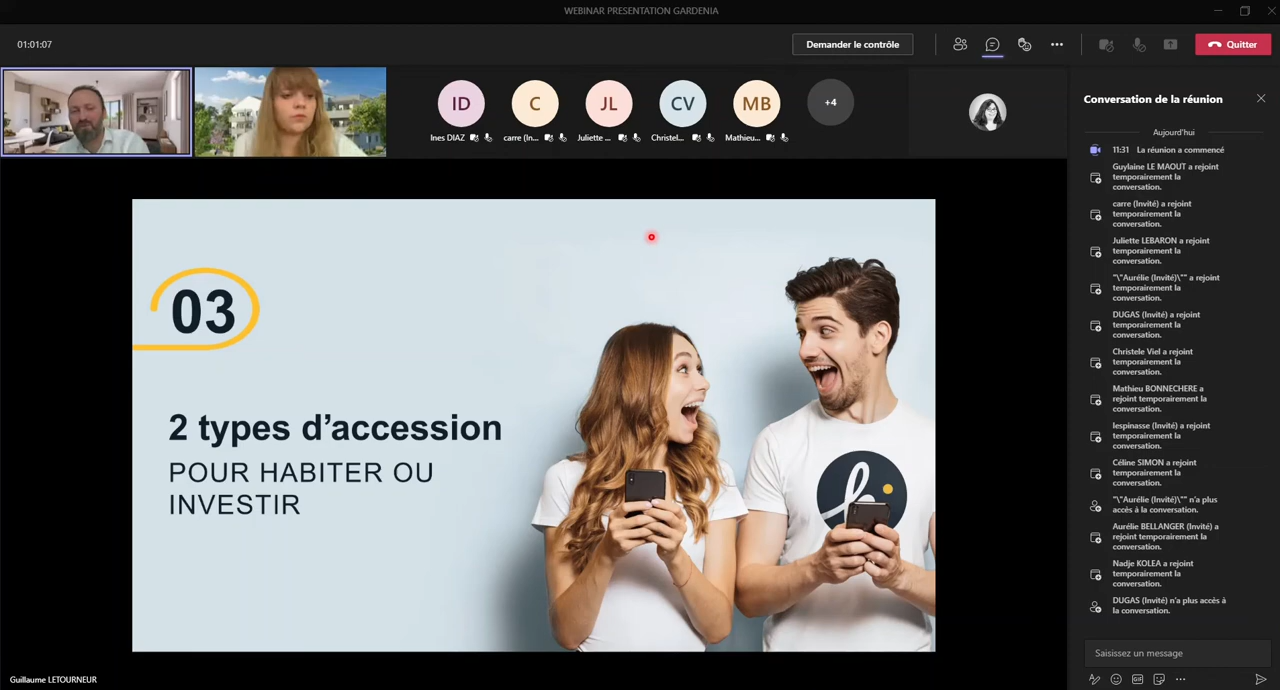 WEBINAR PRESENTATION GARDENIA
01:01:07
Demander le contrôle
Quitter
ID
C
JL
CV
MB
+4
Ines DIAZ
carre (In...
Juliette ...
Christel...
Mathieu...
Conversation de la réunion
Aujourd'hui
11:31 La réunion a commencé
Guylaine LE MAOUT a rejoint
temporairement la
conversation.
carre (Invité) a rejoint
temporairement la
conversation.
Juliette LEBARON a rejoint
temporairement la
conversation.
"\"Aurélie (Invité)\"" a rejoint
temporairement la
conversation.
DUGAS (Invité) a rejoint
temporairement la
conversation.
Christele Viel a rejoint
temporairement la
conversation.
Mathieu BONNECHERE a
rejoint temporairement la
conversation.
lespinasse (Invité) a rejoint
temporairement la
conversation.
Céline SIMON a rejoint
temporairement la
conversation.
"\"Aurélie (Invité)\"" n'a plus
accès à la conversation.
Aurélie BELLANGER (Invité) a
rejoint temporairement la
conversation.
Nadje KOLEA a rejoint
temporairement la
conversation.
DUGAS (Invité) n'a plus accès à
la conversation.
03
2 types d'accession
POUR HABITER OU
INVESTIR
h
Saisissez un message
GIF
Guillaume LETOURNEUR